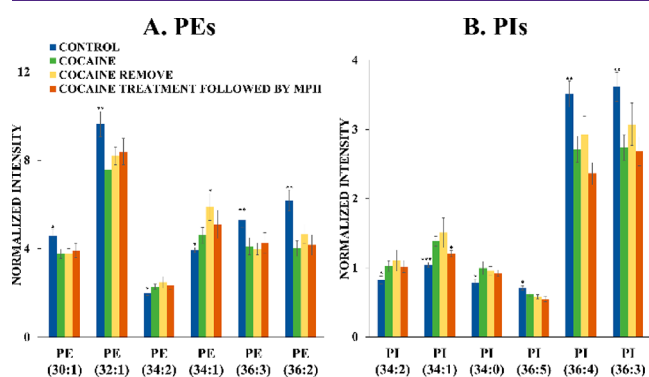 A. PEs
CONTROL
COCAINE
COCAINE REMOVE
COCAINE TREATMENT FOLLOWED BY MPH
NORMALIZED INTENSITY
12
8
4
0
PE PE PE PE PE PE
(30:1) (32:1) (34:2) (34:1) (36:3) (36:2)
B. PIs
NORMALIZED INTENSITY
4
3
2
1
0
PI PI PI PI PI PI
(34:2) (34:1) (34:0) (36:5) (36:4) (36:3)